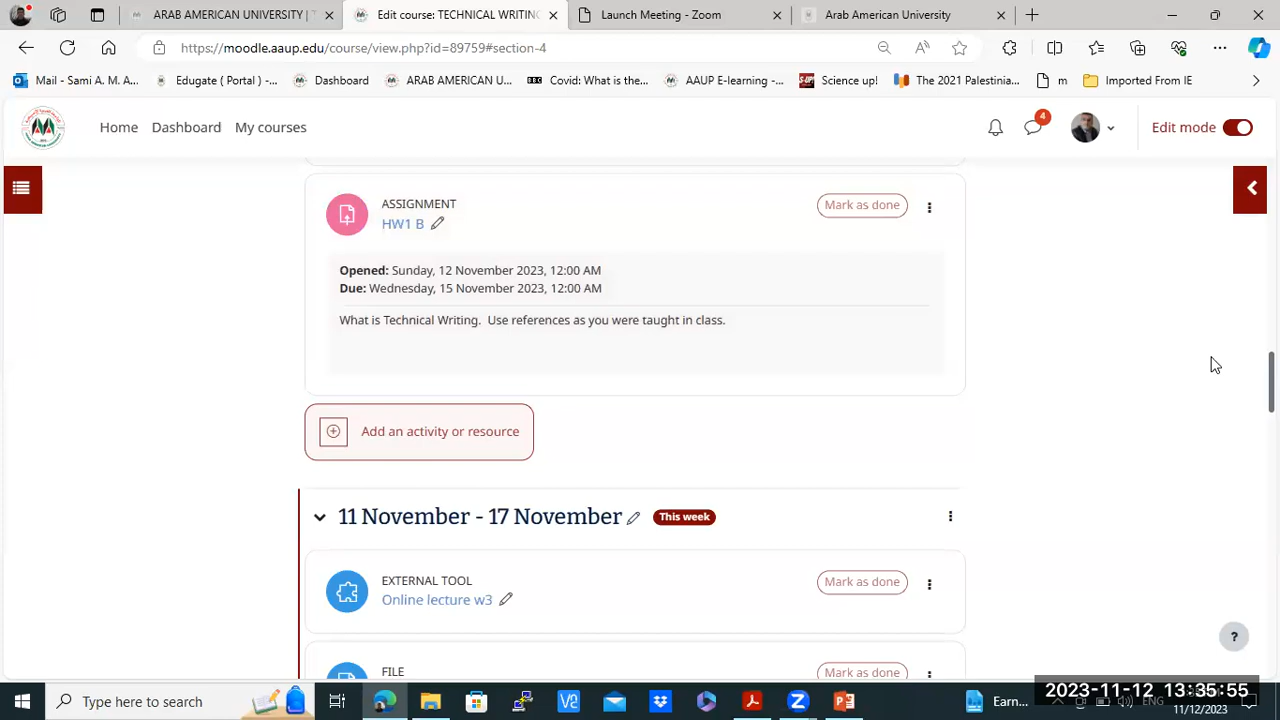 ARAB AMERICAN UNIVERSITY | T
Edit course: TECHNICAL WRITING
Launch Meeting - Zoom
Arab American University
https://moodle.aaup.edu/course/view.php?id=89759#section-4
Mail - Sami A. M. A...
Edugate ( Portal ) -...
Dashboard
ARAB AMERICAN U...
Covid: What is the...
AAUP E-learning -...
Science up!
The 2021 Palestinia...
m
Imported From IE
Home
Dashboard
My courses
4
Edit mode
ASSIGNMENT
HW1 B
Mark as done
Opened: Sunday, 12 November 2023, 12:00 AM
Due: Wednesday, 15 November 2023, 12:00 AM
What is Technical Writing. Use references as you were taught in class.
Add an activity or resource
11 November - 17 November
This week
EXTERNAL TOOL
Online lecture w3
Mark as done
FILE
Mark as done
?
Type here to search
Earn...
2023-11-12 13:35:55
ENG
11/12/2023